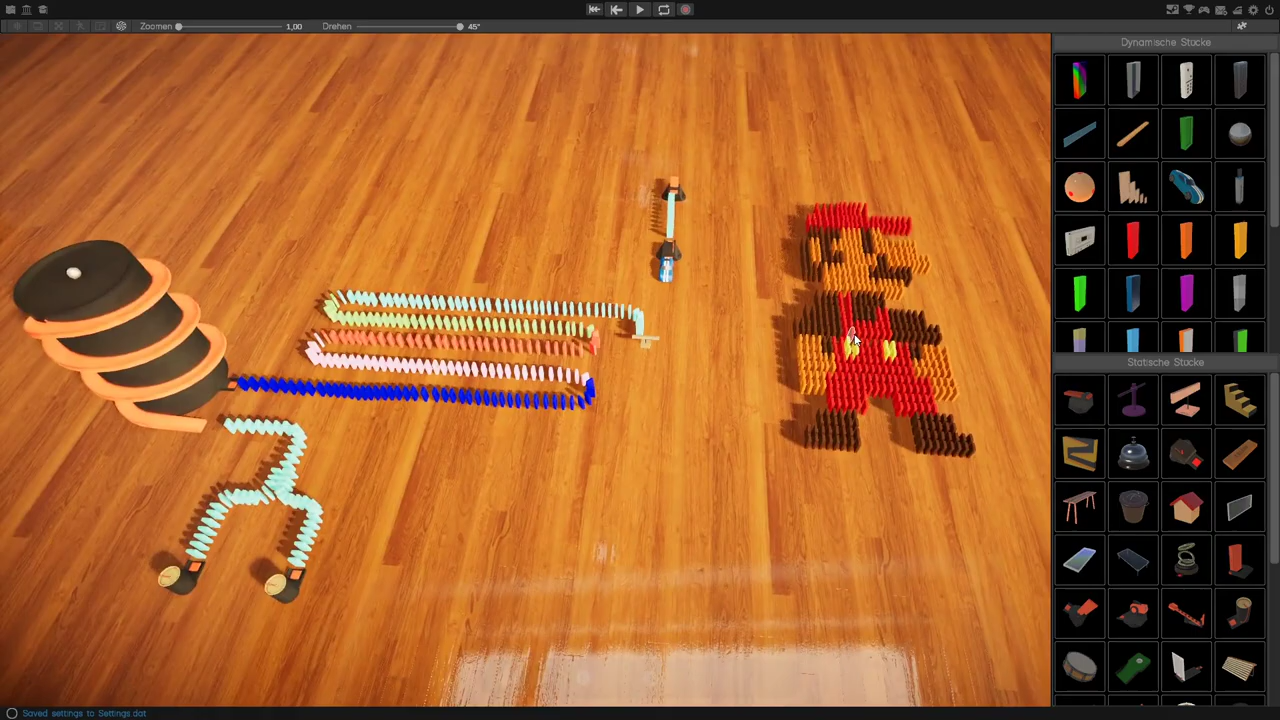 Zoomen 1,00 Drehen 45°
Dynamische Stücke
Statische Stücke
Saved settings to Settings.dat